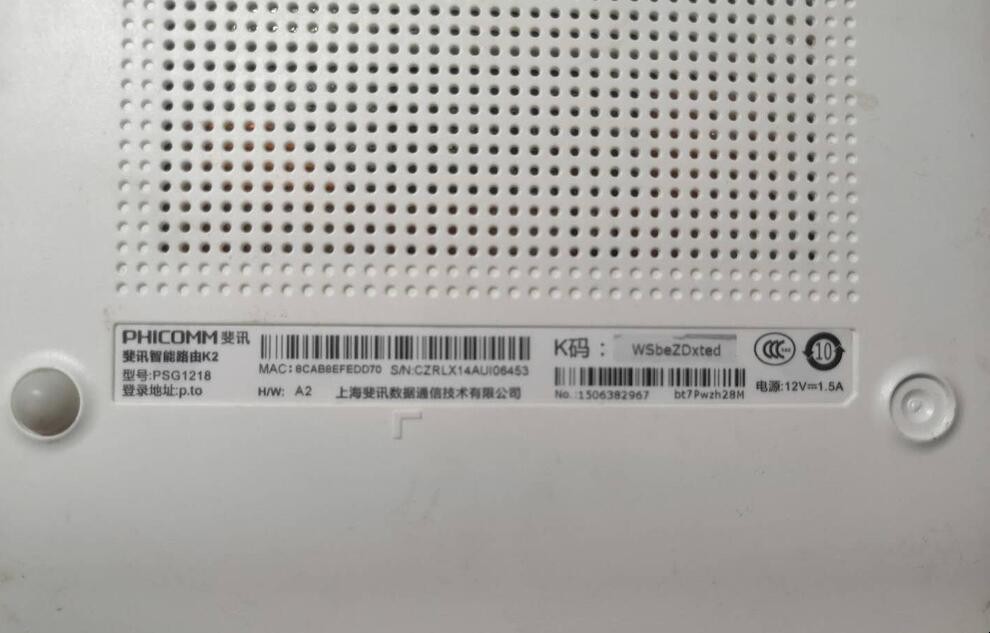 PHICOMM 斐讯
斐讯智能路由K2
型号:PSG1218
登录地址:p.to
MAC: 8CAB8EFEDD70 S/N:CZRLX14AUI06453
H/W: A2 上海斐讯数据通信技术有限公司
K码: WSbeZDxted
No.:1506382967 bt7Pwzh28M
CCC
10
电源:12V⎓1.5A